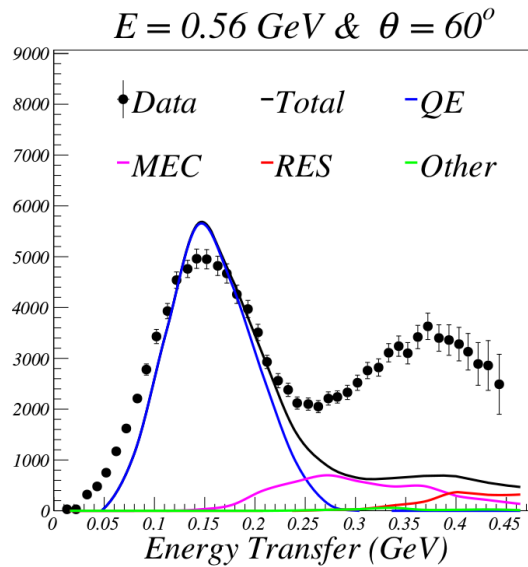 E = 0.56 GeV & θ = 60°
9000
8000
7000
6000
5000
4000
3000
2000
1000
0
Data Total QE
MEC RES Other
0 0.05 0.1 0.15 0.2 0.25 0.3 0.35 0.4 0.45
Energy Transfer (GeV)